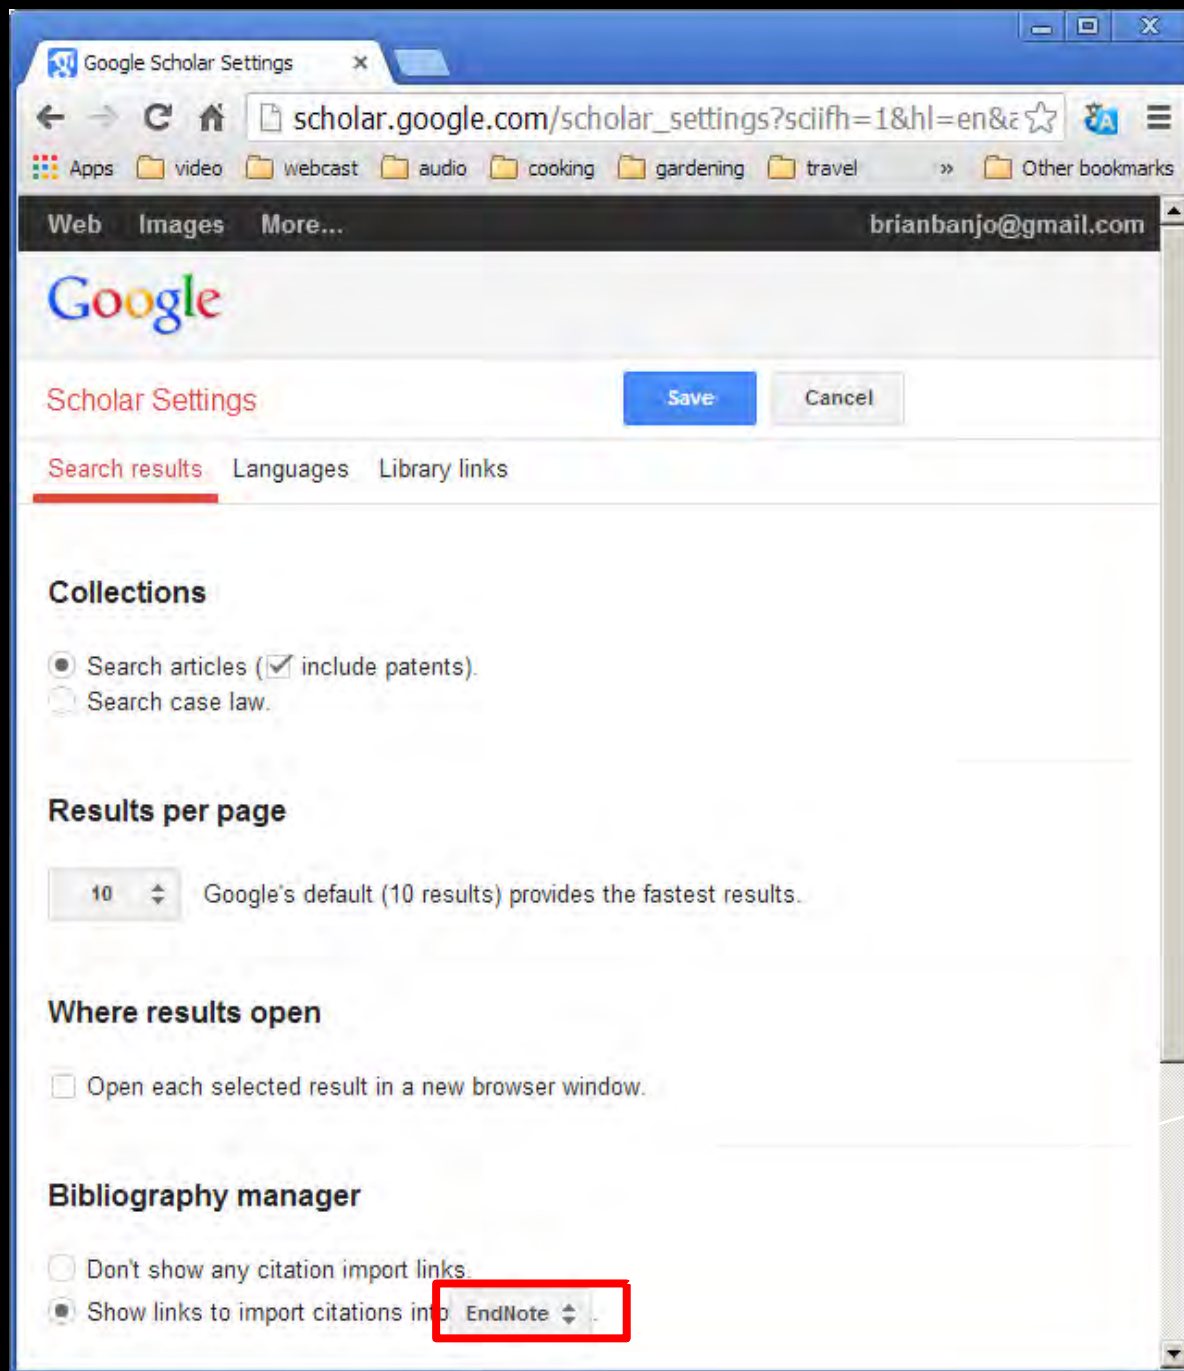 Google Scholar Settings
scholar.google.com/scholar_settings?sciifh=1&hl=en&a
Apps video webcast audio cooking gardening travel » Other bookmarks
Web Images More... brianbanjo@gmail.com
Google
Scholar Settings Save Cancel
Search results Languages Library links
Collections
Search articles ( include patents).
Search case law.
Results per page
10 Google's default (10 results) provides the fastest results.
Where results open
Open each selected result in a new browser window.
Bibliography manager
Don't show any citation import links.
Show links to import citations into EndNote .